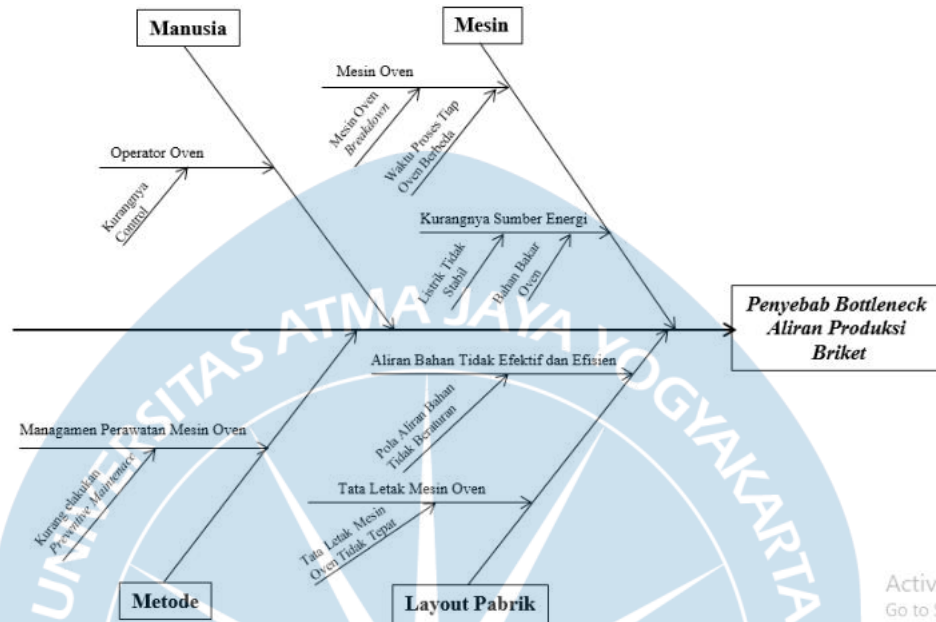 Manusia
Mesin
Mesin Oven
Mesin Oven
Breakdown
Waktu Proses Tiap
Oven Berbeda
Operator Oven
Kurangnya
Control
Kurangnya Sumber Energi
Listrik Tidak
Stabil
Bahan Bakar
Oven
Penyebab Bottleneck
Aliran Produksi
Briket
UNIVERSITAS ATMA JAYA YOGYAKARTA
Aliran Bahan Tidak Efektif dan Efisien
Pola Aliran Bahan
Tidak Beraturan
Managamen Perawatan Mesin Oven
Kurang elakukan
Preventive Maintenace
Tata Letak Mesin Oven
Tata Letak Mesin
Oven Tidak Tepat
Metode
Layout Pabrik
Activ
Go to S